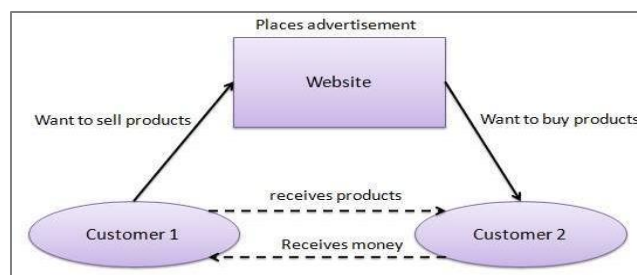 Places advertisement
Website
Want to sell products
Want to buy products
receives products
Customer 1
Customer 2
Receives money